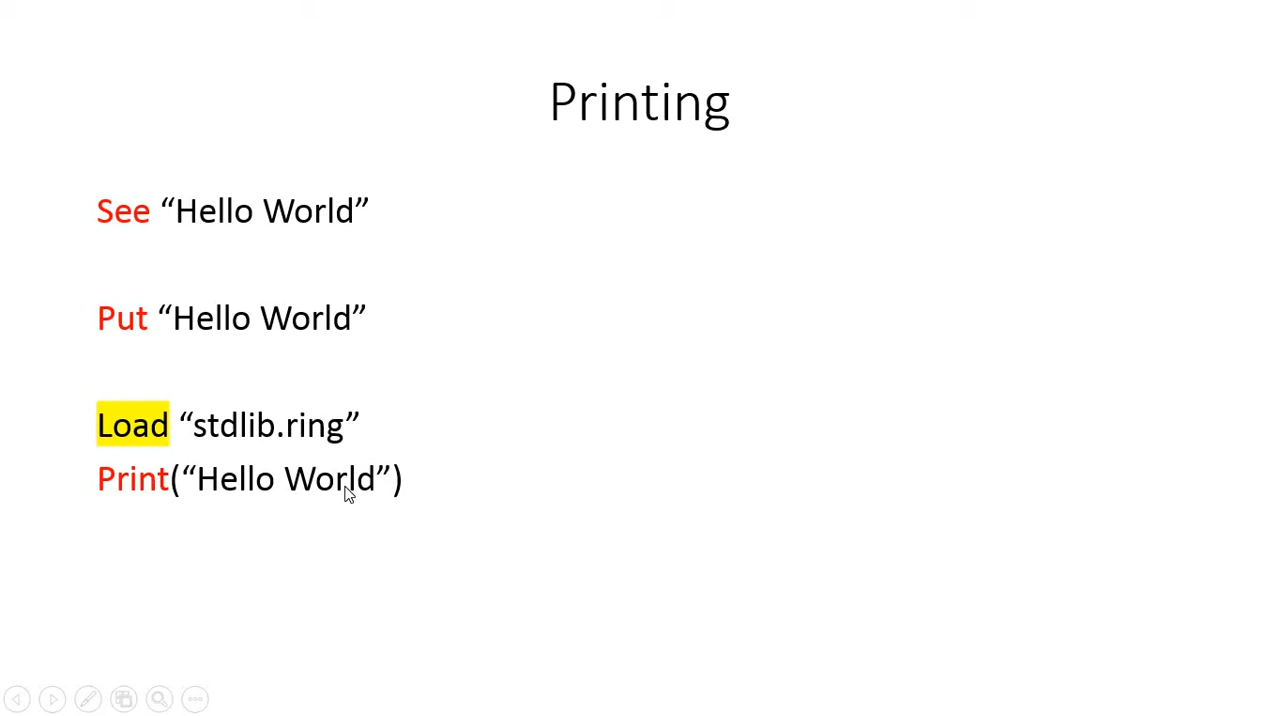 Printing
See “Hello World”
Put “Hello World”
Load “stdlib.ring”
Print(“Hello World”)